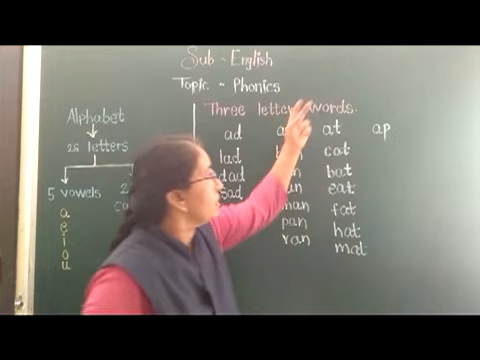 Sub - English
Topic - Phonics
Alphabet
26 letters
5 vowels
a
e
i
o
u
Three letter words.
ad
lad
dad
sad
man
pan
ran
at
cat
bat
eat
fat
hat
mat
ap